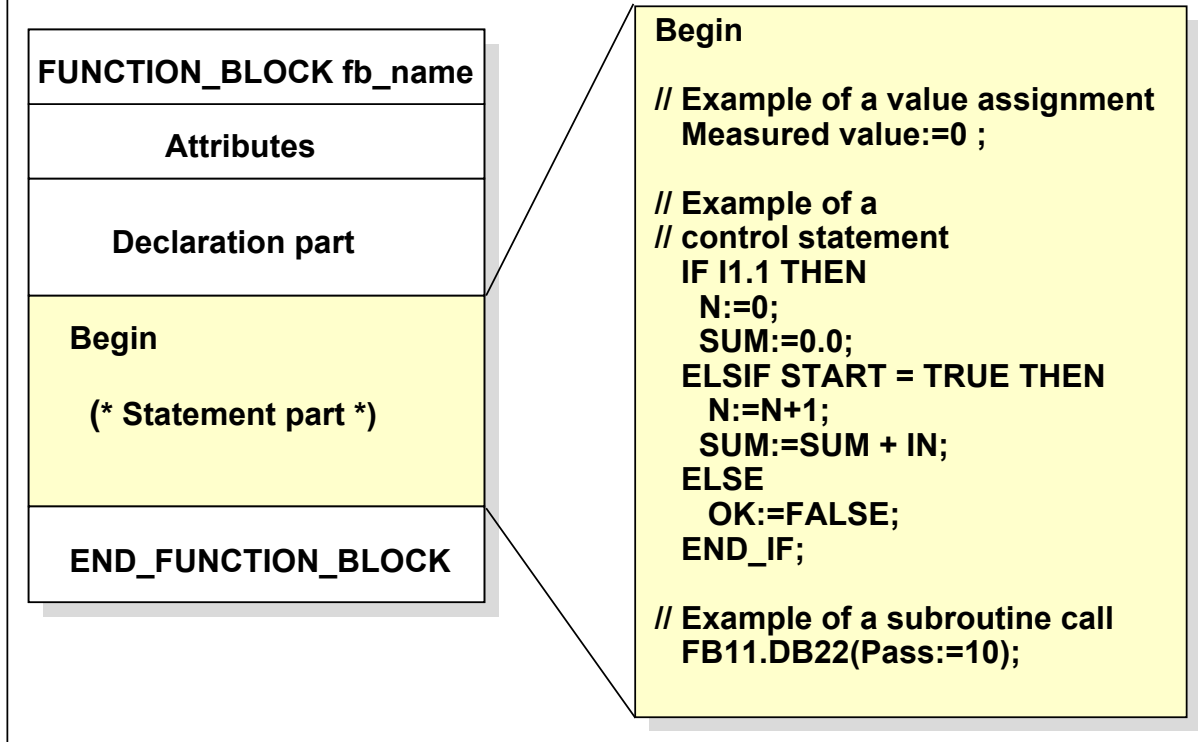 FUNCTION_BLOCK fb_name
Attributes
Declaration part
Begin
(* Statement part *)
END_FUNCTION_BLOCK
Begin
// Example of a value assignment
Measured value:=0 ;
// Example of a
// control statement
IF I1.1 THEN
N:=0;
SUM:=0.0;
ELSIF START = TRUE THEN
N:=N+1;
SUM:=SUM + IN;
ELSE
OK:=FALSE;
END_IF;
// Example of a subroutine call
FB11.DB22(Pass:=10);